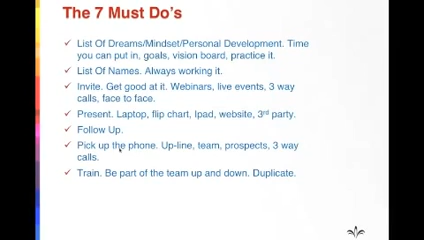 The 7 Must Do's
List Of Dreams/Mindset/Personal Development. Time
you can put in, goals, vision board, practice it.
List Of Names. Always working it.
Invite. Get good at it. Webinars, live events, 3 way
calls, face to face.
Present. Laptop, flip chart, Ipad, website, 3rd party.
Follow Up.
Pick up the phone. Up-line, team, prospects, 3 way
calls.
Train. Be part of the team up and down. Duplicate.